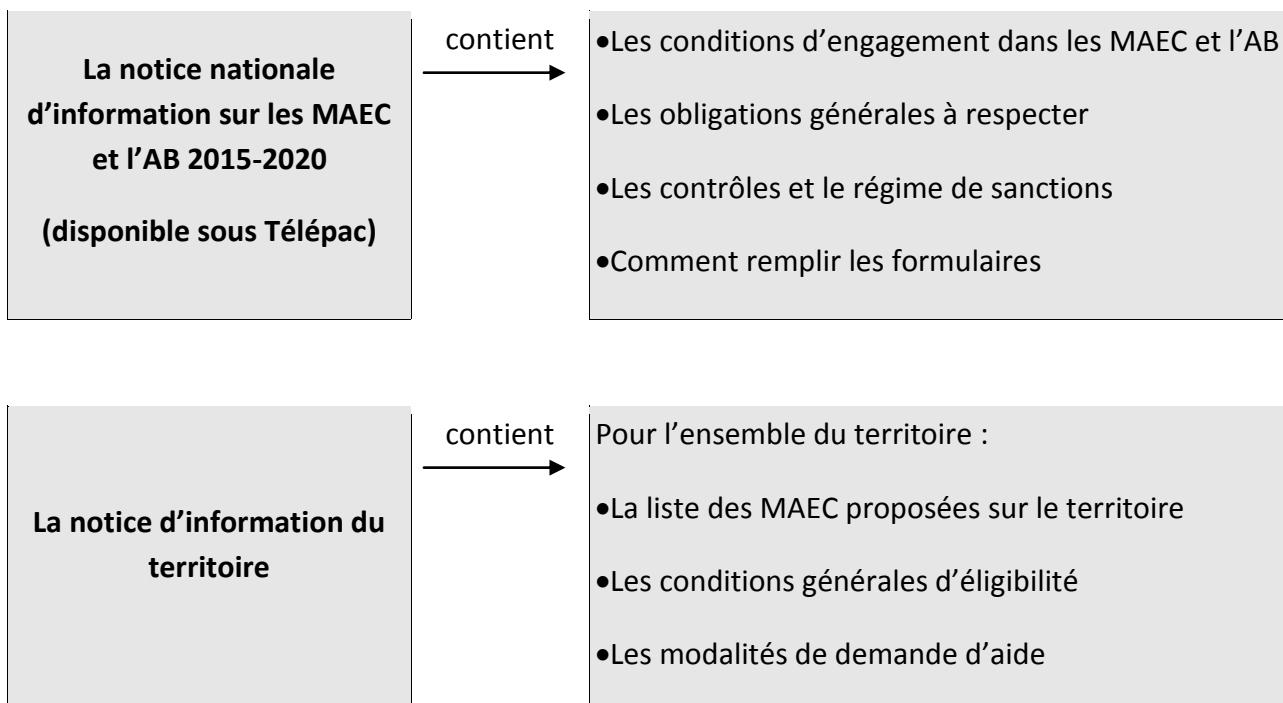 La notice nationale
d’information sur les MAEC
et l’AB 2015-2020
(disponible sous Télépac)
contient
•Les conditions d’engagement dans les MAEC et l’AB
•Les obligations générales à respecter
•Les contrôles et le régime de sanctions
•Comment remplir les formulaires
La notice d’information du
territoire
contient
Pour l’ensemble du territoire :
•La liste des MAEC proposées sur le territoire
•Les conditions générales d’éligibilité
•Les modalités de demande d’aide